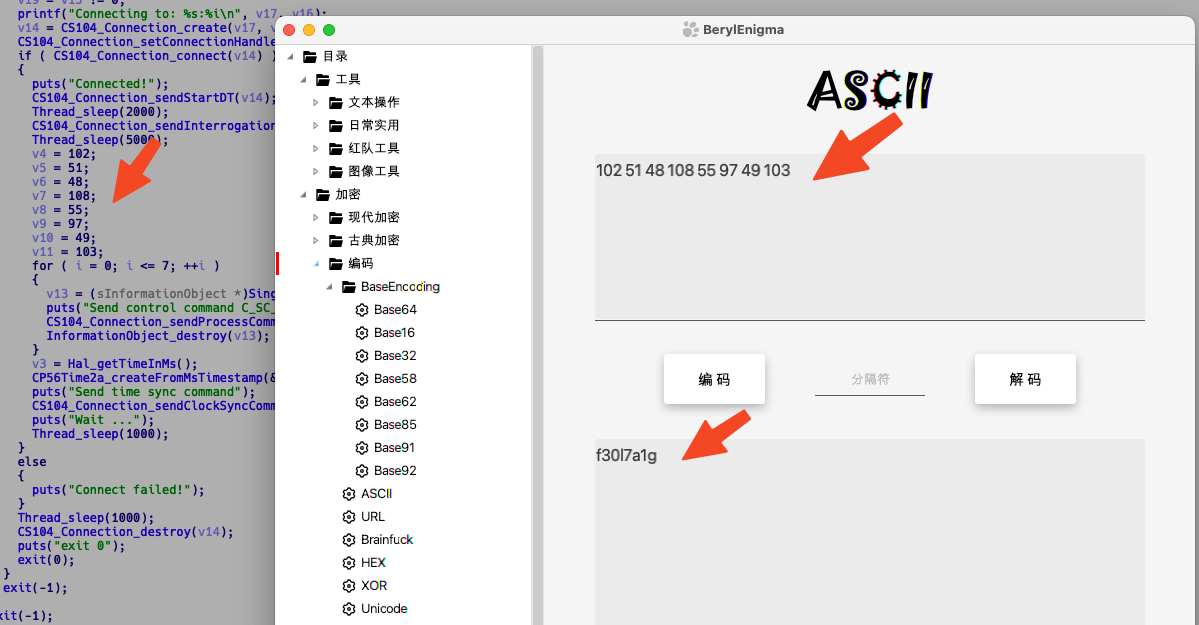 v15 != 0;
printf("Connecting to: %s:%i\n", v17, v16);
v14 = CS104_Connection_create(v17,
CS104_Connection_setConnectionHandle
if ( CS104_Connection_connect(v14) )
{
puts("Connected!");
CS104_Connection_sendStartDT(v14);
Thread_sleep(2000);
CS104_Connection_sendInterrogation
Thread_sleep(5000);
v4 = 102;
v5 = 51;
v6 = 48;
v7 = 108;
v8 = 55;
v9 = 97;
v10 = 49;
v11 = 103;
for ( i = 0; i <= 7; ++i )
{
v13 = (sInformationObject *)Sing
puts("Send control command C_SC_
CS104_Connection_sendProcessComm
InformationObject_destroy(v13);
}
v3 = Hal_getTimeInMs();
CP56Time2a_createFromMsTimestamp(&
puts("Send time sync command");
CS104_Connection_sendClockSyncComm
puts("Wait ...");
Thread_sleep(1000);
}
else
{
puts("Connect failed!");
}
Thread_sleep(1000);
CS104_Connection_destroy(v14);
puts("exit 0");
exit(0);
}
exit(-1);
xit(-1);
BerylEnigma
目录
工具
文本操作
日常实用
红队工具
图像工具
加密
现代加密
古典加密
编码
BaseEncoding
Base64
Base16
Base32
Base58
Base62
Base85
Base91
Base92
ASCII
URL
Brainfuck
HEX
XOR
Unicode
ASCII
102 51 48 108 55 97 49 103
编码
分隔符
解码
f30l7a1g